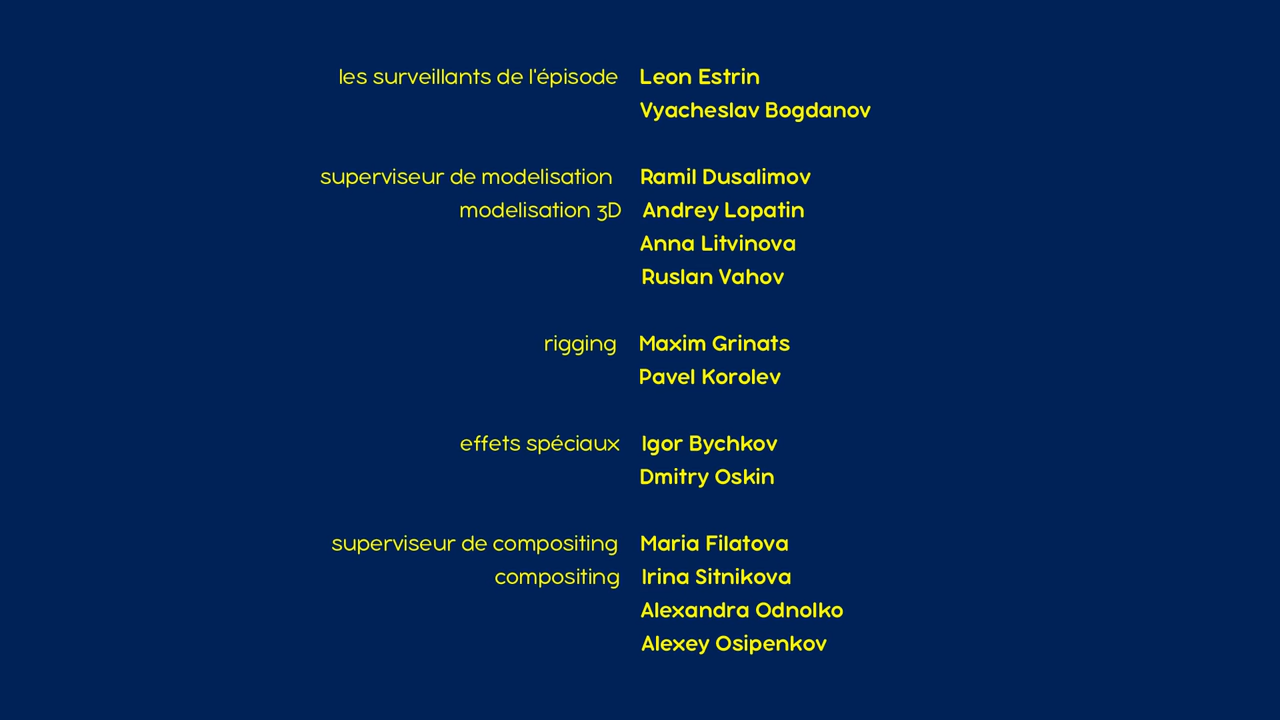 les surveillants de l'épisode Leon Estrin
Vyacheslav Bogdanov
superviseur de modelisation Ramil Dusalimov
modelisation 3D Andrey Lopatin
Anna Litvinova
Ruslan Vahov
rigging Maxim Grinats
Pavel Korolev
effets spéciaux Igor Bychkov
Dmitry Oskin
superviseur de compositing Maria Filatova
compositing Irina Sitnikova
Alexandra Odnolko
Alexey Osipenkov